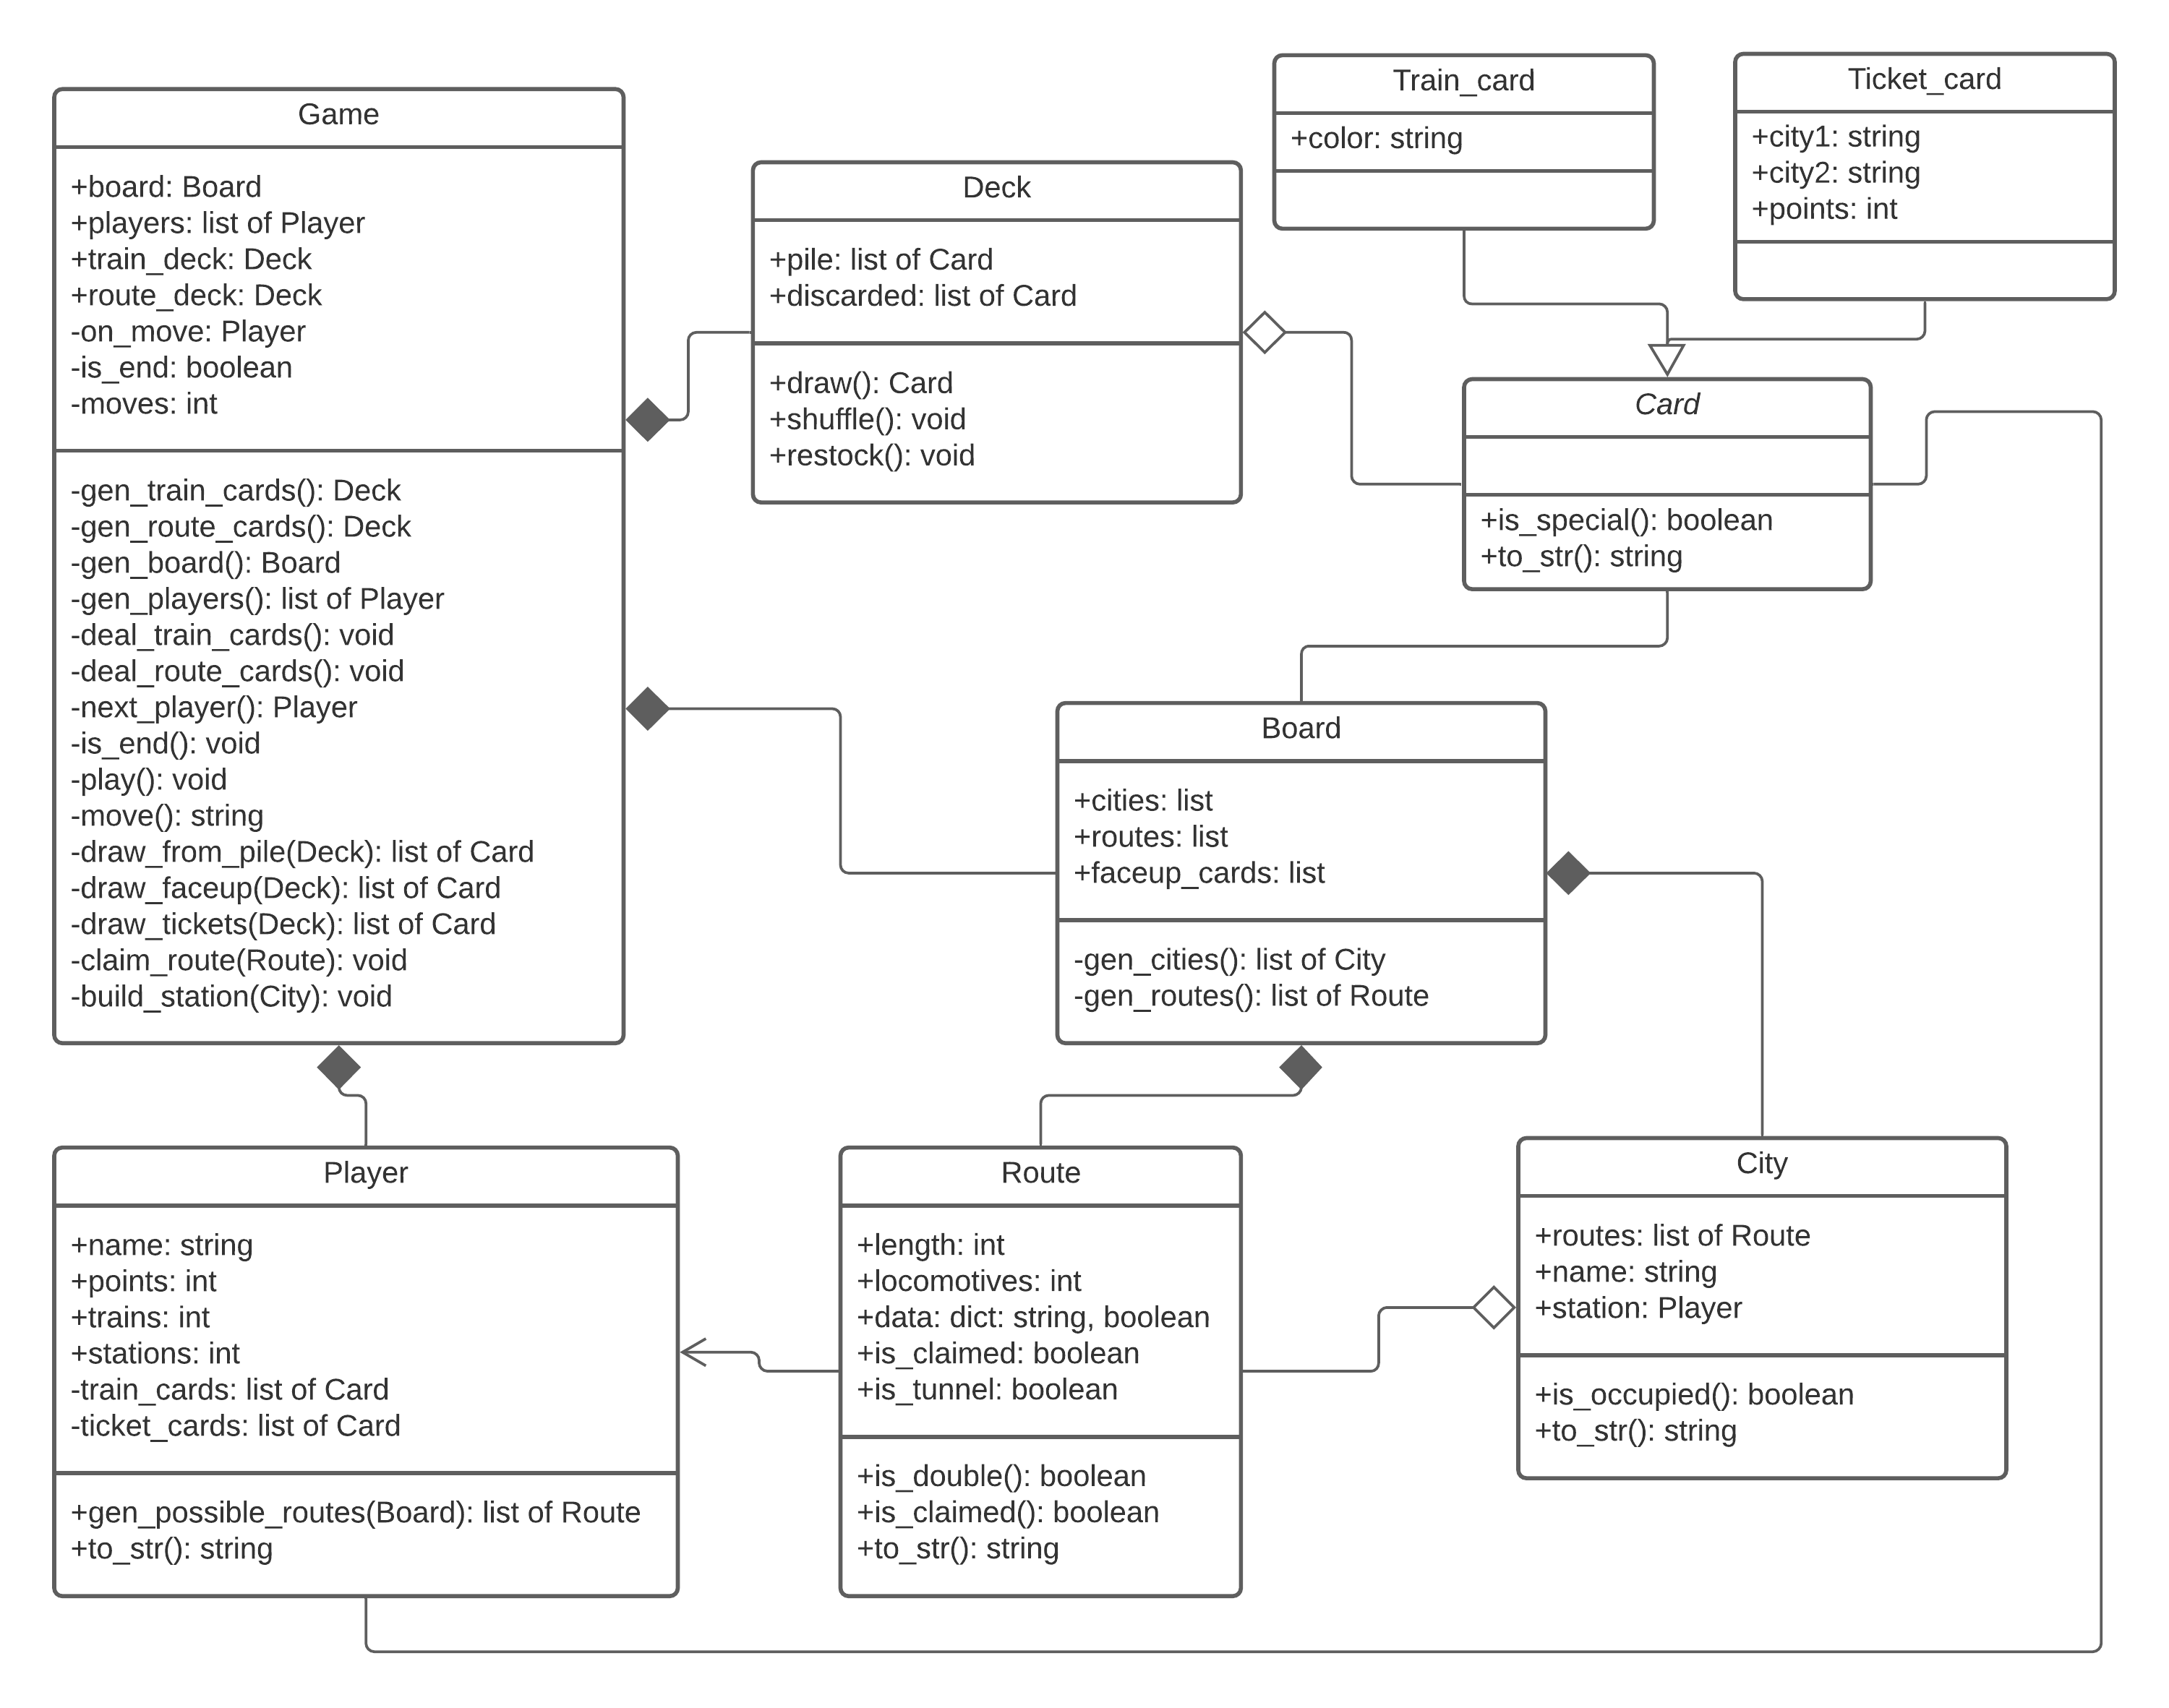 Game
+board: Board
+players: list of Player
+train_deck: Deck
+route_deck: Deck
-on_move: Player
-is_end: boolean
-moves: int
-gen_train_cards(): Deck
-gen_route_cards(): Deck
-gen_board(): Board
-gen_players(): list of Player
-deal_train_cards(): void
-deal_route_cards(): void
-next_player(): Player
-is_end(): void
-play(): void
-move(): string
-draw_from_pile(Deck): list of Card
-draw_faceup(Deck): list of Card
-draw_tickets(Deck): list of Card
-claim_route(Route): void
-build_station(City): void
Deck
+pile: list of Card
+discarded: list of Card
+draw(): Card
+shuffle(): void
+restock(): void
Train_card
+color: string
Ticket_card
+city1: string
+city2: string
+points: int
Card
+is_special(): boolean
+to_str(): string
Board
+cities: list
+routes: list
+faceup_cards: list
-gen_cities(): list of City
-gen_routes(): list of Route
Player
+name: string
+points: int
+trains: int
+stations: int
-train_cards: list of Card
-ticket_cards: list of Card
+gen_possible_routes(Board): list of Route
+to_str(): string
Route
+length: int
+locomotives: int
+data: dict: string, boolean
+is_claimed: boolean
+is_tunnel: boolean
+is_double(): boolean
+is_claimed(): boolean
+to_str(): string
City
+routes: list of Route
+name: string
+station: Player
+is_occupied(): boolean
+to_str(): string